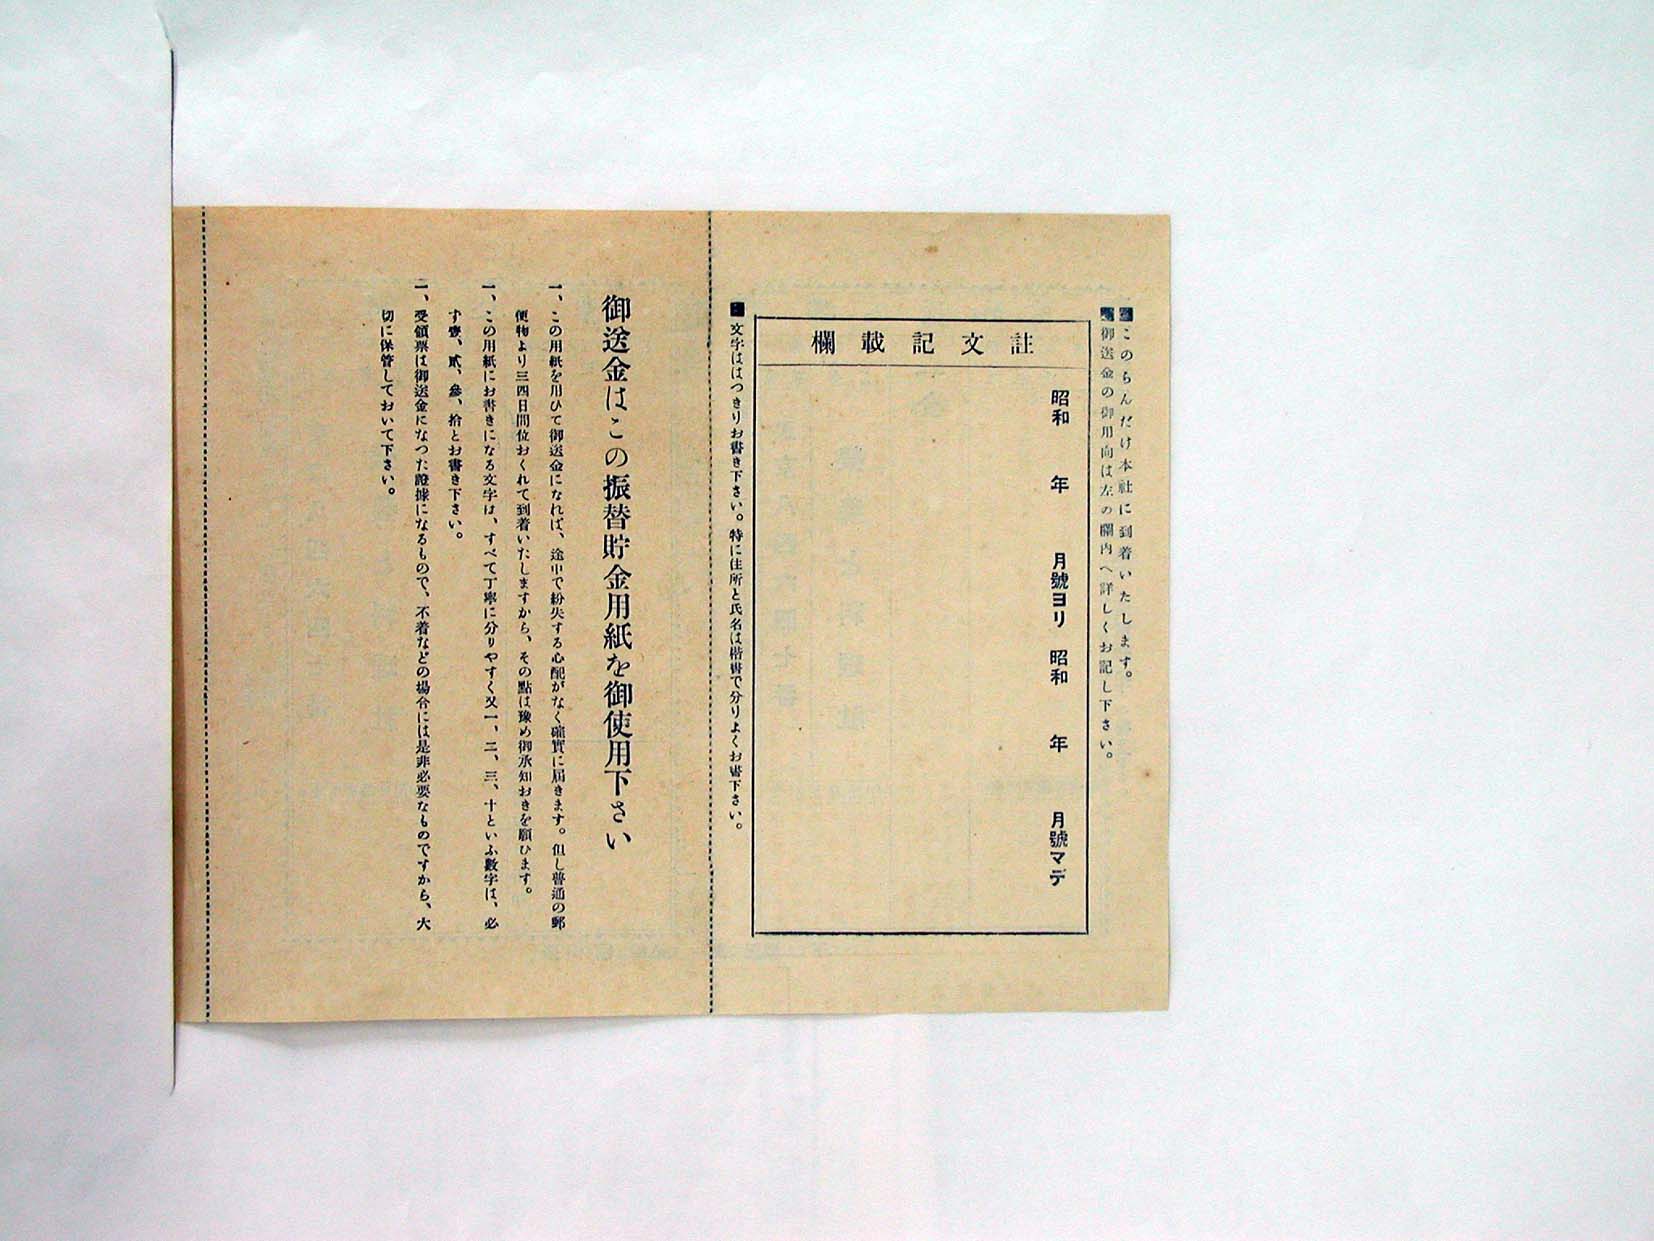 ■このらんだけ本社に到着いたします。
■御送金の御用向は左の欄内へ詳しくお記し下さい。
註文記載欄
昭和　年　月號ヨリ　昭和　年　月號マデ
■文字ははつきりお書き下さい。特に住所と氏名は楷書で分りよくお書下さい。
御送金はこの振替貯金用紙を御使用下さい
一、この用紙を用ひて御送金になれば、途中で紛失する心配がなく確實に届きます。但し普通の郵
便物より三四日間位おくれて到着いたしますから、その點は豫め御承知おきを願ひます。
一、この用紙にお書きになる文字は、すべて丁寧に分りやすく又一、二、三、十といふ數字は、必
ず壹、貳、參、拾とお書き下さい。
一、受領票は御送金になつた證據になるもので、不着などの場合には是非必要なものですから、大
切に保管しておいて下さい。